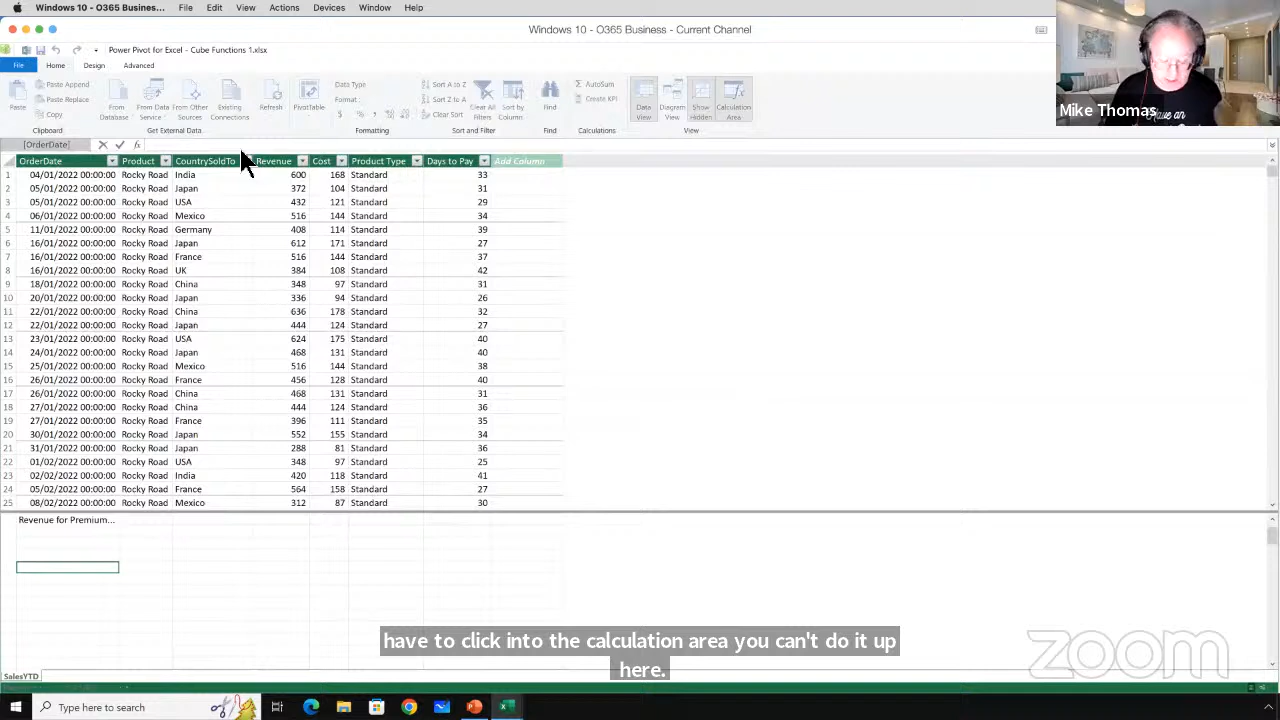 File Edit View Actions Devices Window Help
Windows 10 - O365 Business - Current Channel
Power Pivot for Excel - Cube Functions 1.xlsx
File Home Design Advanced
Paste
Paste Append
Paste Replace
Copy
Clipboard
From Database
From Data Service
From Other Sources
Existing Connections
Get External Data
Refresh
PivotTable
Data Type :
Format :
$ % ,
Formatting
Sort A to Z
Sort Z to A
Clear Sort
Clear All Filters
Sort by Column
Sort and Filter
Find
Find
AutoSum
Create KPI
Calculations
Data View
Diagram View
Show Hidden
Calculation Area
View
Mike Thomas
[OrderDate] fx
OrderDate Product CountrySoldTo Revenue Cost Product Type Days to Pay Add Column
1 04/01/2022 00:00:00 Rocky Road India 600 168 Standard 33
2 05/01/2022 00:00:00 Rocky Road Japan 372 104 Standard 31
3 05/01/2022 00:00:00 Rocky Road USA 432 121 Standard 29
4 06/01/2022 00:00:00 Rocky Road Mexico 516 144 Standard 34
5 11/01/2022 00:00:00 Rocky Road Germany 408 114 Standard 39
6 16/01/2022 00:00:00 Rocky Road Japan 612 171 Standard 27
7 16/01/2022 00:00:00 Rocky Road France 516 144 Standard 37
8 16/01/2022 00:00:00 Rocky Road UK 384 108 Standard 42
9 18/01/2022 00:00:00 Rocky Road China 348 97 Standard 31
10 20/01/2022 00:00:00 Rocky Road Japan 336 94 Standard 26
11 22/01/2022 00:00:00 Rocky Road China 636 178 Standard 32
12 22/01/2022 00:00:00 Rocky Road Japan 444 124 Standard 27
13 23/01/2022 00:00:00 Rocky Road USA 624 175 Standard 40
14 24/01/2022 00:00:00 Rocky Road Japan 468 131 Standard 40
15 25/01/2022 00:00:00 Rocky Road Mexico 516 144 Standard 38
16 26/01/2022 00:00:00 Rocky Road France 456 128 Standard 40
17 26/01/2022 00:00:00 Rocky Road China 468 131 Standard 31
18 27/01/2022 00:00:00 Rocky Road China 444 124 Standard 36
19 27/01/2022 00:00:00 Rocky Road France 396 111 Standard 35
20 30/01/2022 00:00:00 Rocky Road Japan 552 155 Standard 34
21 31/01/2022 00:00:00 Rocky Road Japan 288 81 Standard 36
22 01/02/2022 00:00:00 Rocky Road USA 348 97 Standard 25
23 02/02/2022 00:00:00 Rocky Road India 420 118 Standard 41
24 05/02/2022 00:00:00 Rocky Road France 564 158 Standard 27
25 08/02/2022 00:00:00 Rocky Road Mexico 312 87 Standard 30
Revenue for Premium...
have to click into the calculation area you can't do it up
here.
zoom
SalesYTD
Type here to search